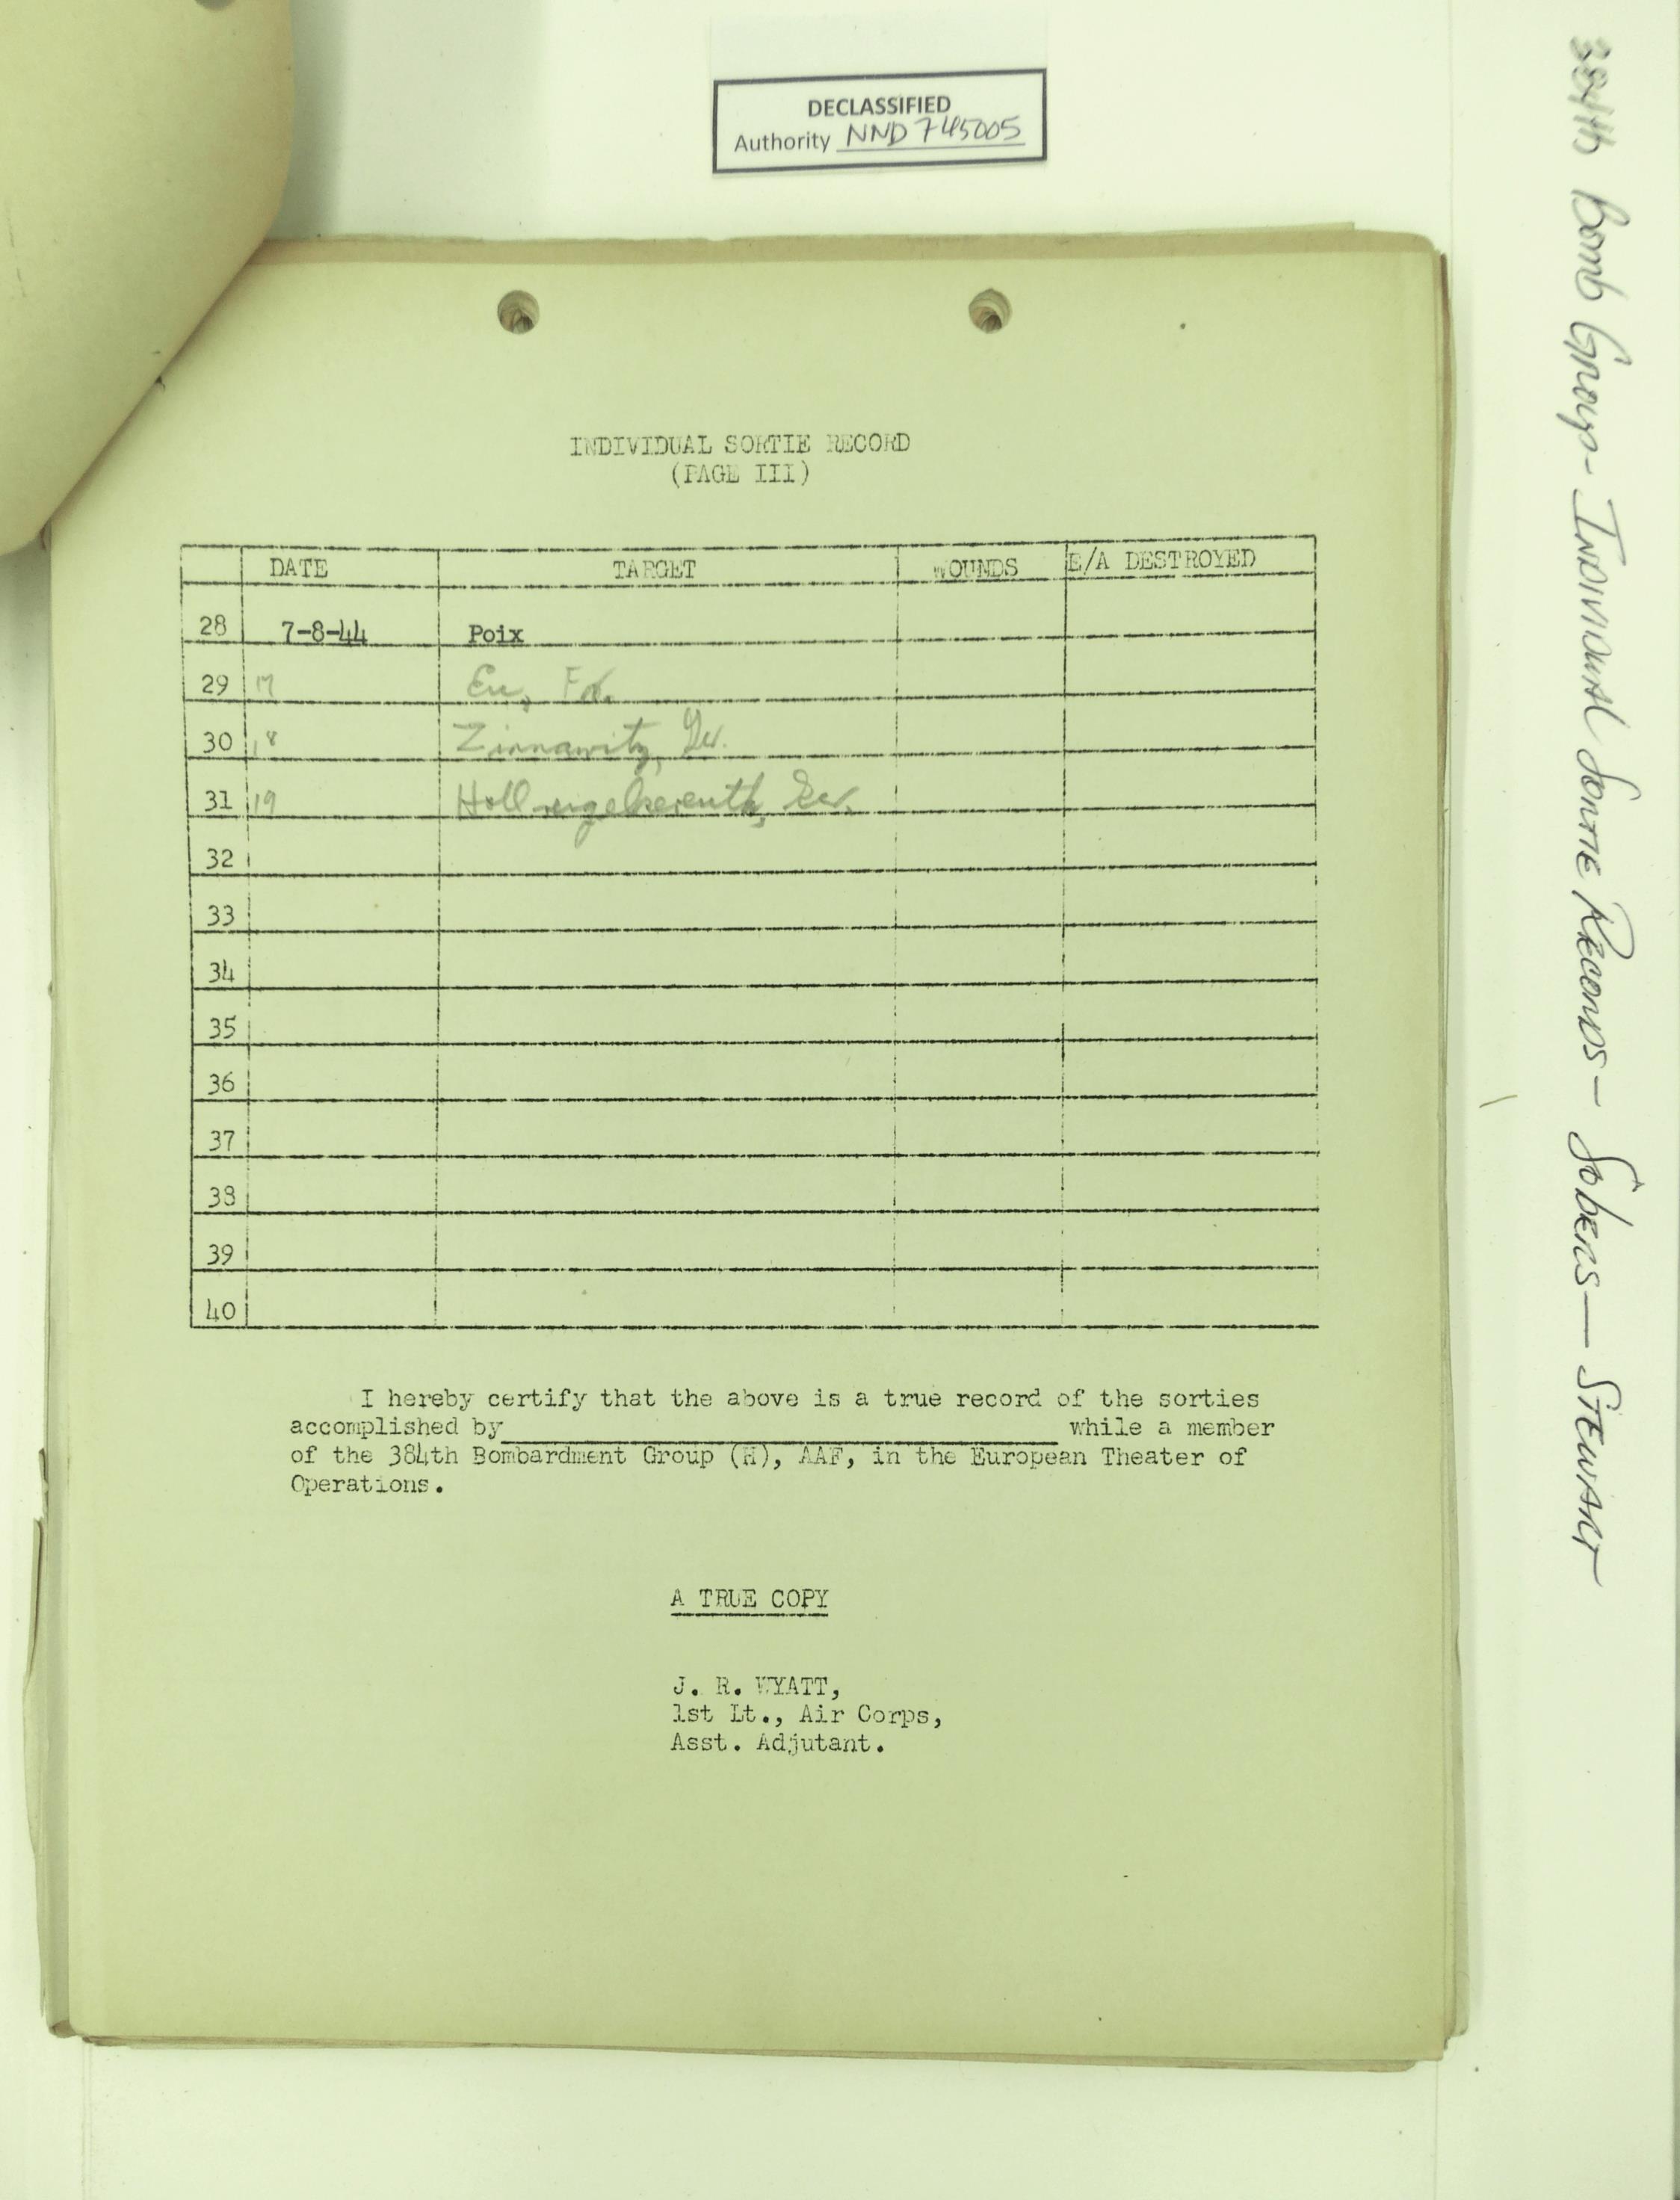 DECLASSIFIED
Authority NND 745005
384th Bomb Group - Individual Sortie Records - Sobers - Stewart
INDIVIDUAL SORTIE RECORD
(PAGE III)
DATE TARGET WOUNDS E/A DESTROYED
28 7-8-44 Poix
29 17 Eu, Fr.
30 18 Zinnawitz, Ger.
31 19 Ger.
32
33
34
35
36
37
38
39
40
I hereby certify that the above is a true record of the sorties
accomplished by while a member
of the 384th Bombardment Group (H), AAF, in the European Theater of
Operations.
A TRUE COPY
J. R. WYATT,
1st Lt., Air Corps,
Asst. Adjutant.